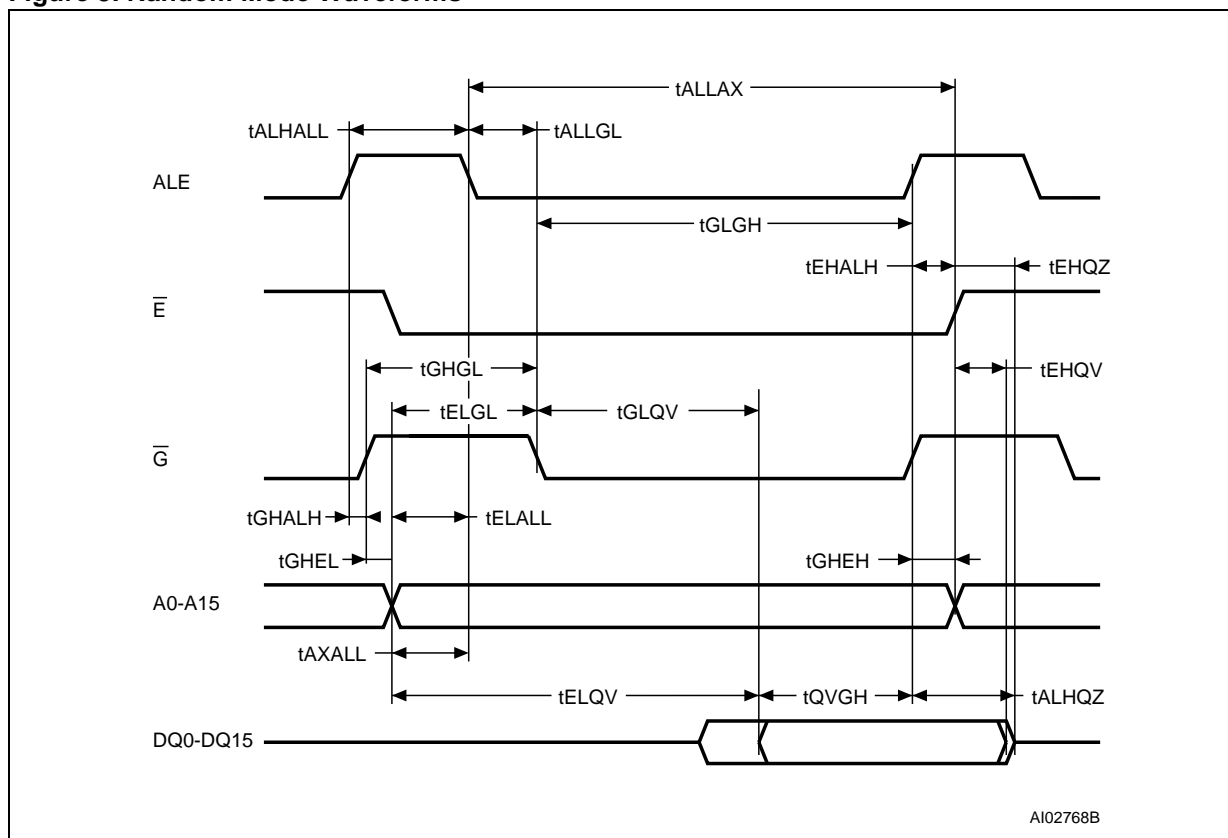 Figure 5. Random Mode Waveforms
tALLAX
tALHALL
tALLGL
ALE
tGLGH
tEHALH
tEHQZ
E
tGHGL
tEHQV
tELGL
tGLQV
G
tGHALH
tELALL
tGHEL
tGHEH
A0-A15
tAXALL
tELQV
tQVGH
tALHQZ
DQ0-DQ15
AI02768B